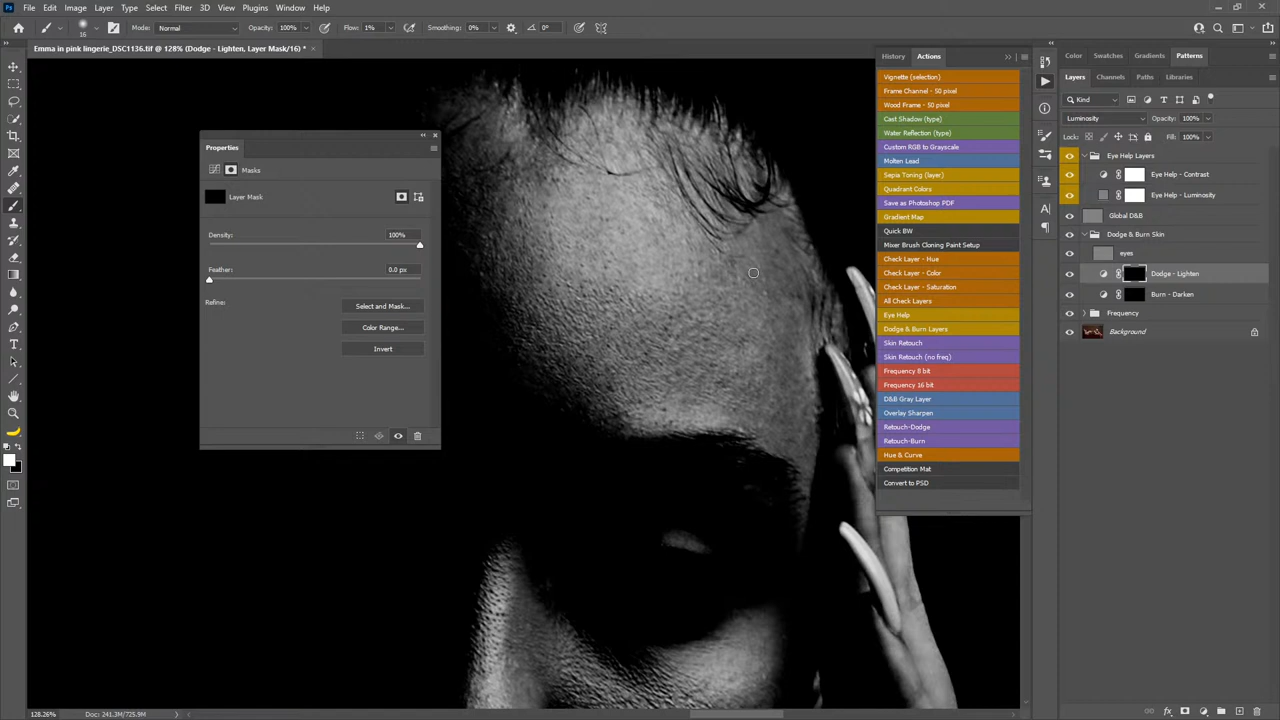 Ps File Edit Image Layer Type Select Filter 3D View Plugins Window Help
16 Mode: Normal Opacity: 100% Flow: 1% Smoothing: 0% 0°
Emma in pink lingerie_DSC1136.tif @ 128% (Dodge - Lighten, Layer Mask/16) * ×
Properties
Masks
Layer Mask
Density: 100%
Feather: 0.0 px
Refine: Select and Mask...
Color Range...
Invert
History Actions
Vignette (selection)
Frame Channel - 50 pixel
Wood Frame - 50 pixel
Cast Shadow (type)
Water Reflection (type)
Custom RGB to Grayscale
Molten Lead
Sepia Toning (layer)
Quadrant Colors
Save as Photoshop PDF
Gradient Map
Quick BW
Mixer Brush Cloning Paint Setup
Check Layer - Hue
Check Layer - Color
Check Layer - Saturation
All Check Layers
Eye Help
Dodge & Burn Layers
Skin Retouch
Skin Retouch (no freq)
Frequency 8 bit
Frequency 16 bit
D&B Gray Layer
Overlay Sharpen
Retouch-Dodge
Retouch-Burn
Hue & Curve
Competition Mat
Convert to PSD
Color Swatches Gradients Patterns
Layers Channels Paths Libraries
Kind
Luminosity Opacity: 100%
Lock: Fill: 100%
Eye Help Layers
Eye Help - Contrast
Eye Help - Luminosity
Global D&B
Dodge & Burn Skin
eyes
Dodge - Lighten
Burn - Darken
Frequency
Background
128.26% Doc: 241.3M/725.9M